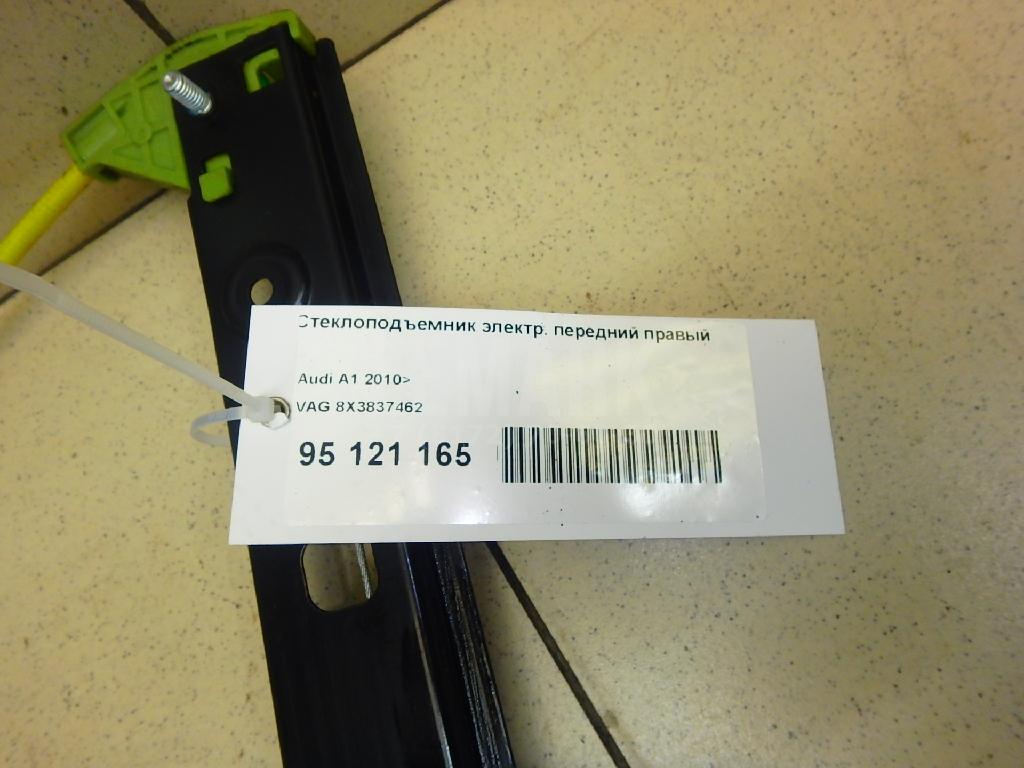 Стеклоподъемник электр. передний правый
Audi A1 2010>
VAG 8X3837462
95 121 165